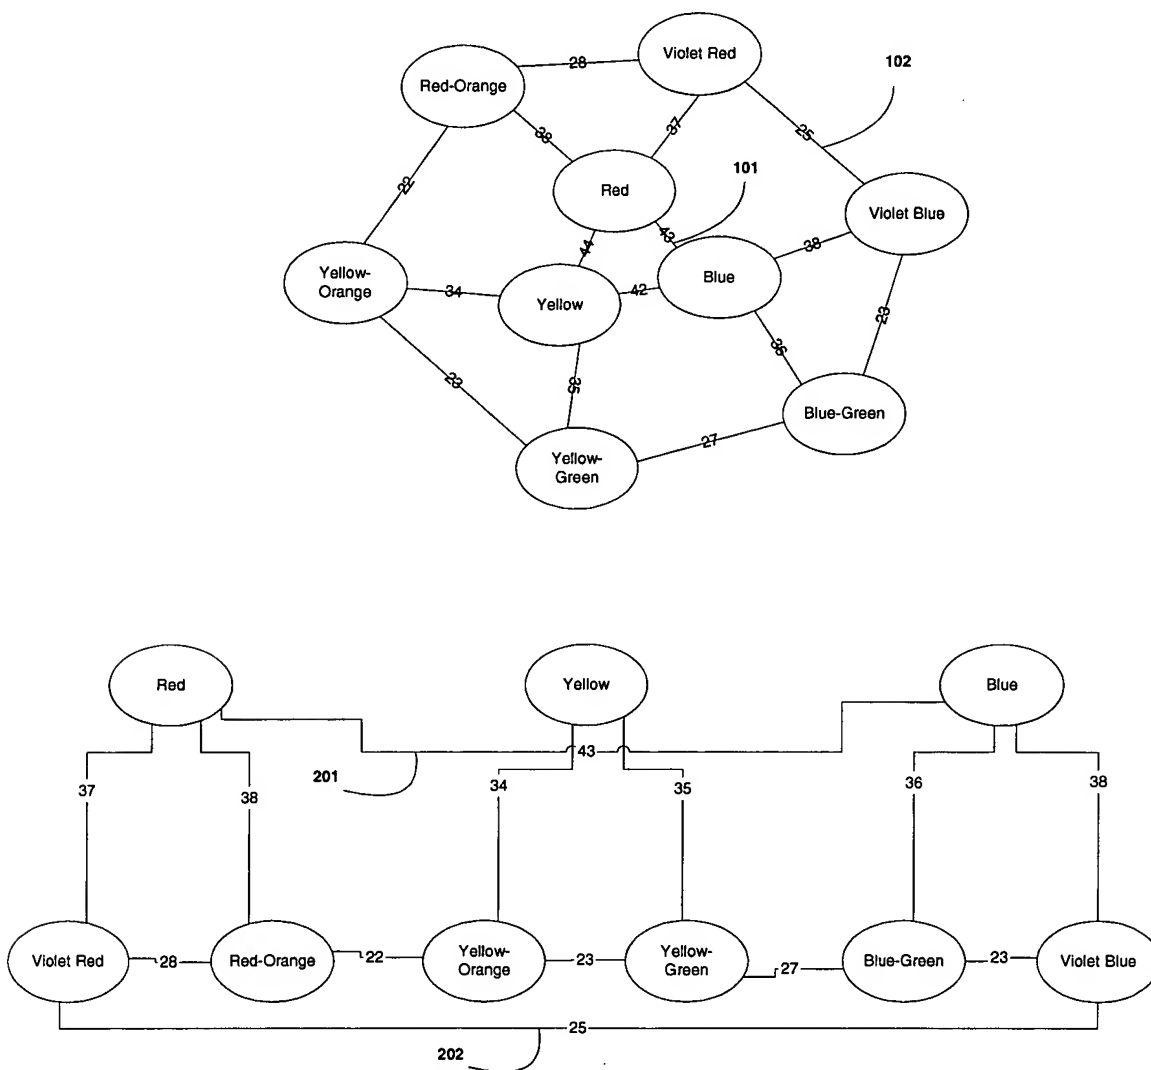 Violet Red
28
102
Red-Orange
25
37
38
101
Red
22
43
Violet Blue
44
38
Yellow-
Orange
Blue
34
42
Yellow
23
36
35
23
Blue-Green
27
Yellow-
Green
Red
Yellow
Blue
43
201
37
38
34
35
36
38
Violet Red
28
Red-Orange
22
Yellow-
Orange
23
Yellow-
Green
27
Blue-Green
23
Violet Blue
25
202